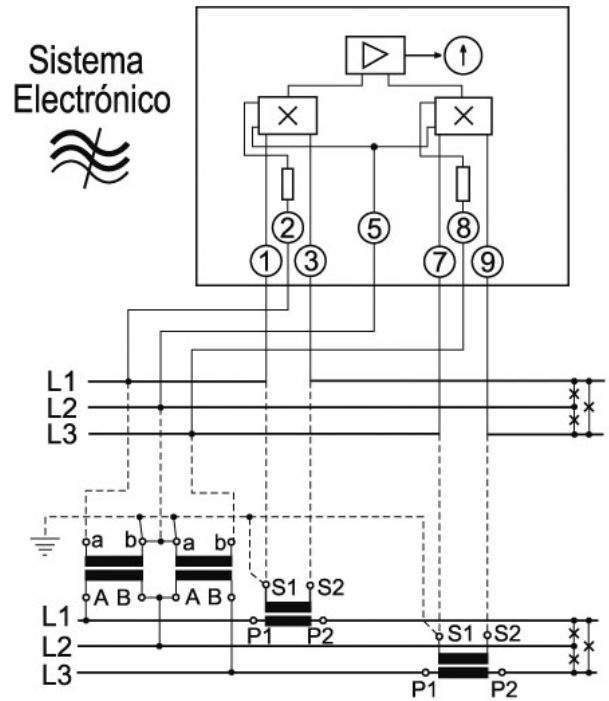 Sistema
Electrónico
2 5 8
1 3 7 9
L1
L2
L3
a b a b
S1 S2
A B A B
L1
P1 P2
S1 S2
L2
L3
P1 P2